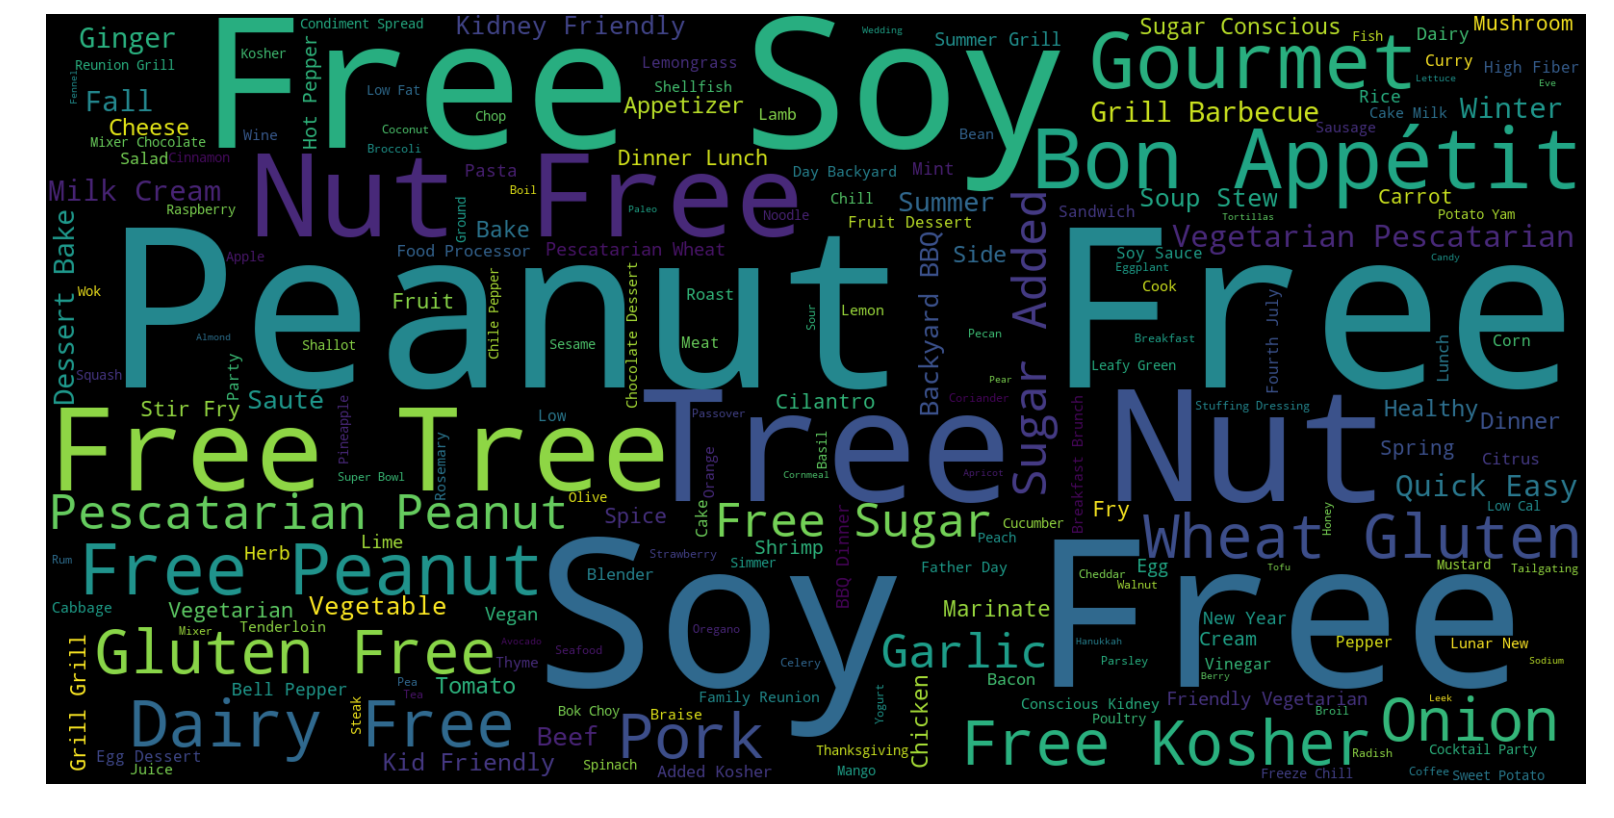 Free Soy
Gourmet
Bon Appétit
Nut Free
Peanut Free
Free Tree
Tree Nut
Soy Free
Free Peanut
Pescatarian Peanut
Free Sugar
Wheat Gluten
Gluten Free
Dairy Free
Free Kosher
Garlic
Pork
Onion
Sugar Added
Vegetarian Pescatarian
Condiment Spread
Kidney Friendly
Wedding
Summer Grill
Sugar Conscious
Fish
Dairy
Mushroom
Ginger
Kosher
Hot Pepper
Reunion Grill
Fennel
Lemongrass
Shellfish
Curry
High Fiber
Lettuce
Eve
Fall
Low Fat
Appetizer
Lamb
Grill Barbecue
Rice
Cake Milk
Winter
Cheese
Wine
Chop
Coconut
Bean
Sausage
Mixer Chocolate
Broccoli
Salad
Cinnamon
Dinner Lunch
Day Backyard
Mint
Milk Cream
Pasta
Boil
Raspberry
Ground
Paleo
Noodle
Chill
Summer
Sandwich
Soup Stew
Carrot
Tortillas
Potato Yam
Dessert Bake
Bake
Fruit Dessert
Apple
Food Processor
Pescatarian Wheat
Backyard BBQ
Side
Soy Sauce
Eggplant
Candy
Wok
Fruit
Chile Pepper
Chocolate Dessert
Roast
Sour
Lemon
Cook
Fourth July
Almond
Shallot
Sesame
Meat
Pecan
Breakfast
Lunch
Corn
Squash
Party
Leafy Green
Pear
Stir Fry
Sauté
Pineapple
Low
Passover
Cilantro
Coriander
Stuffing Dressing
Healthy
Dinner
Super Bowl
Rosemary
Orange
Basil
Cornmeal
Apricot
Breakfast Brunch
Spring
Citrus
Olive
Quick Easy
Low Cal
Spice
Cake
Cucumber
Fry
Honey
Lime
Herb
Rum
Strawberry
Shrimp
Simmer
Peach
Blender
BBQ Dinner
Father Day
Cheddar
Egg
Walnut
Tofu
Mustard
Tailgating
Cabbage
Vegetarian
Vegetable
Vegan
Marinate
New Year
Mixer
Tenderloin
Avocado
Seafood
Oregano
Hanukkah
Cream
Pepper
Lunar New
Grill Grill
Thyme
Celery
Parsley
Vinegar
Berry
Sodium
Bell Pepper
Pea
Tea
Tomato
Family Reunion
Yogurt
Bacon
Conscious Kidney
Friendly Vegetarian
Leek
Steak
Bok Choy
Braise
Chicken
Poultry
Broil
Beef
Thanksgiving
Radish
Cocktail Party
Egg Dessert
Juice
Kid Friendly
Spinach
Added Kosher
Mango
Freeze Chill
Coffee
Sweet Potato